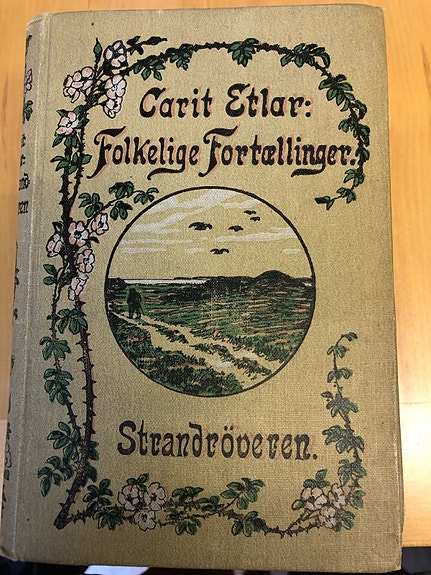 Carit Etlar:
Folkelige Fortællinger.
Strandröveren.